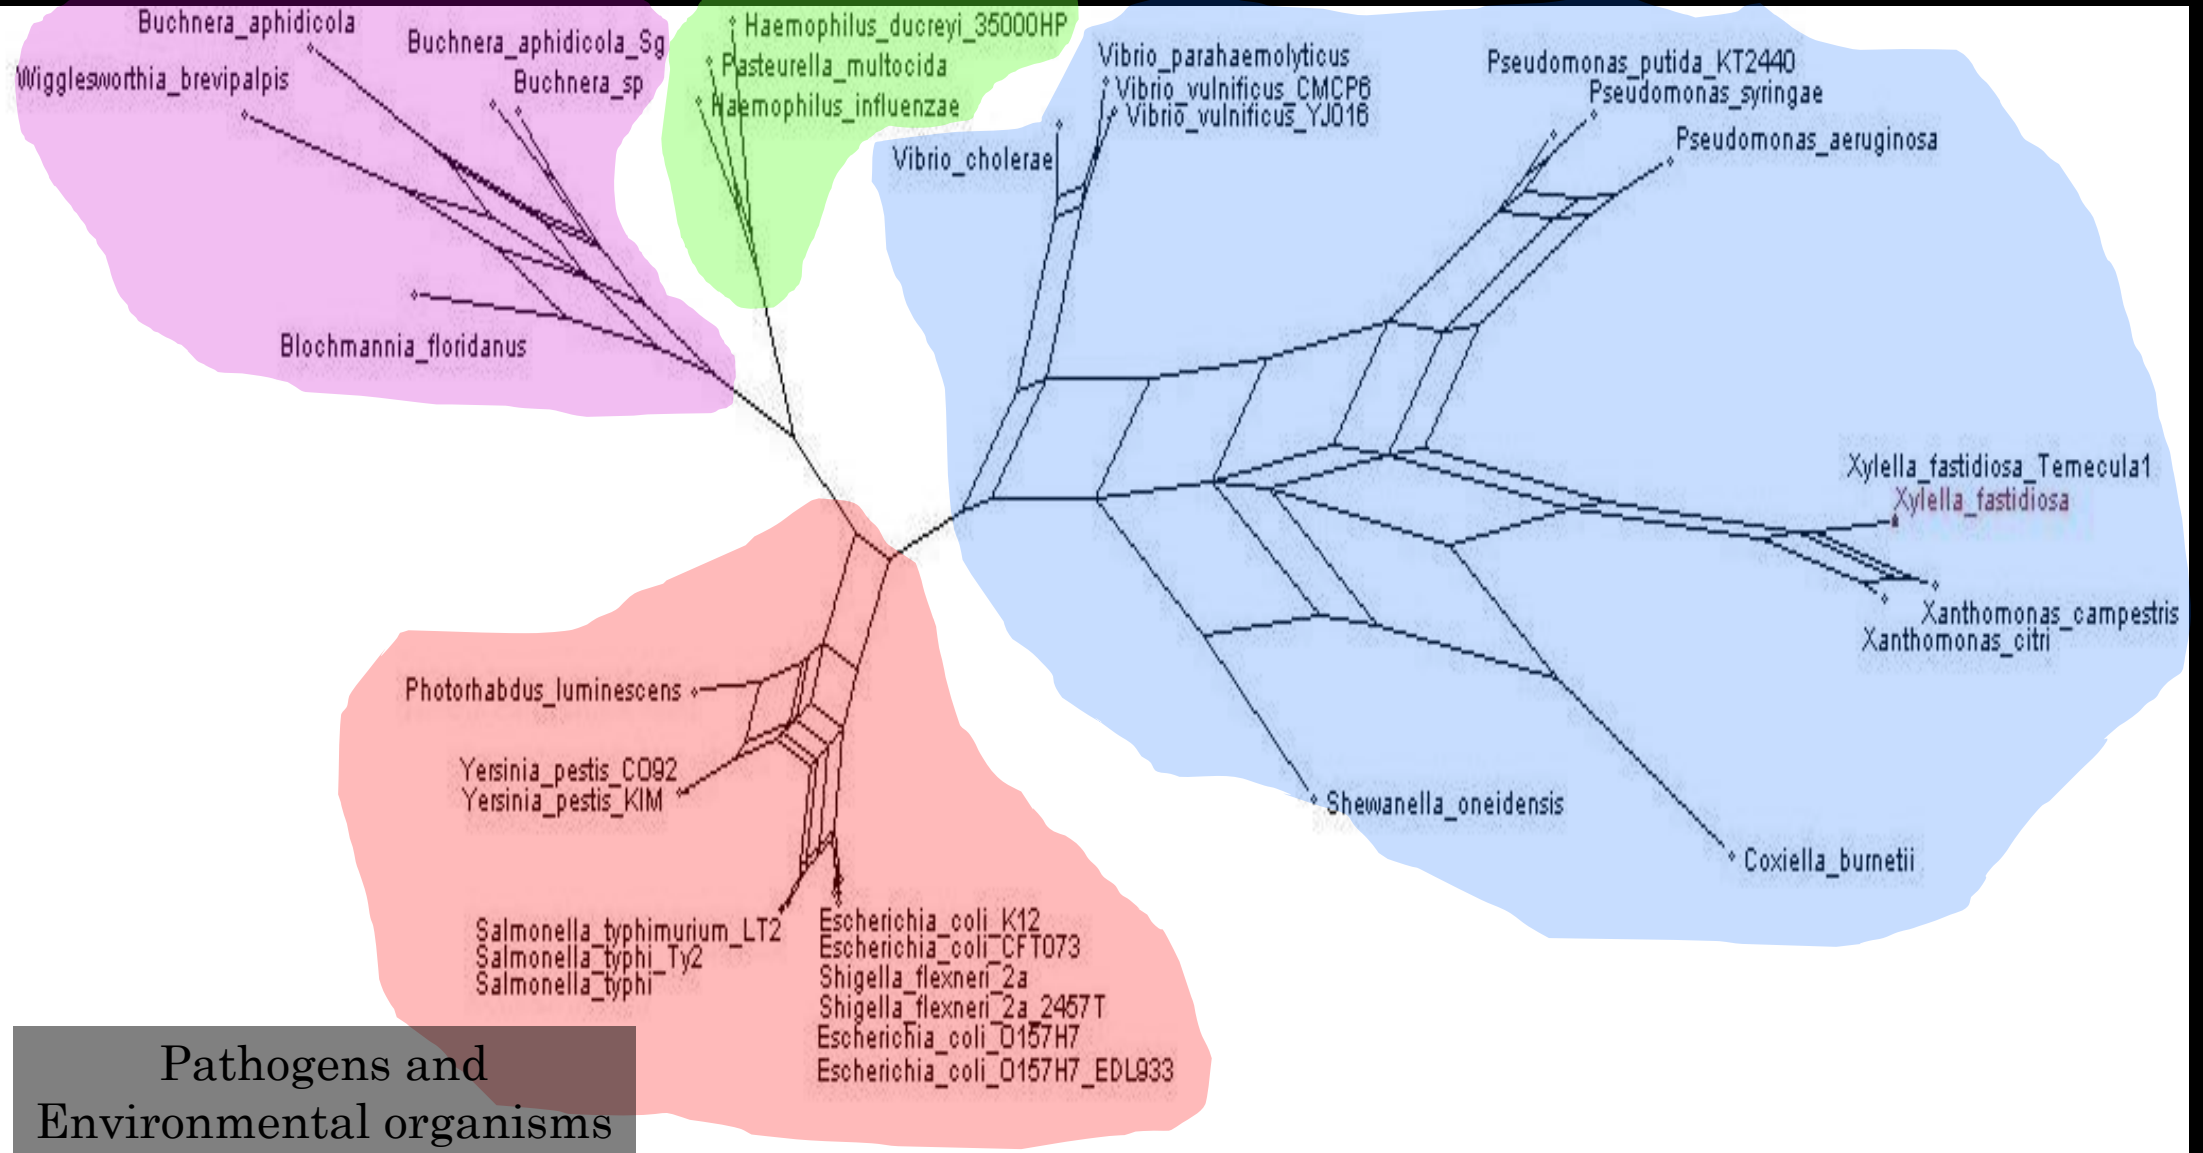 Buchnera_aphidicola
Buchnera_aphidicola_Sg
Wigglesworthia_brevipalpis
Buchnera_sp
Blochmannia_floridanus
Haemophilus_ducreyi_35000HP
Pasteurella_multocida
Haemophilus_influenzae
Vibrio_parahaemolyticus
Vibrio_vulnificus_CMCP6
Vibrio_vulnificus_YJ016
Vibrio_cholerae
Pseudomonas_putida_KT2440
Pseudomonas_syringae
Pseudomonas_aeruginosa
Xylella_fastidiosa_Temecula1
Xylella_fastidiosa
Xanthomonas_campestris
Xanthomonas_citri
Shewanella_oneidensis
Coxiella_burnetii
Photorhabdus_luminescens
Yersinia_pestis_CO92
Yersinia_pestis_KIM
Salmonella_typhimurium_LT2
Salmonella_typhi_Ty2
Salmonella_typhi
Escherichia_coli_K12
Escherichia_coli_CFT073
Shigella_flexneri_2a
Shigella_flexneri_2a_2457T
Escherichia_coli_O157H7
Escherichia_coli_O157H7_EDL933
Pathogens and
Environmental organisms